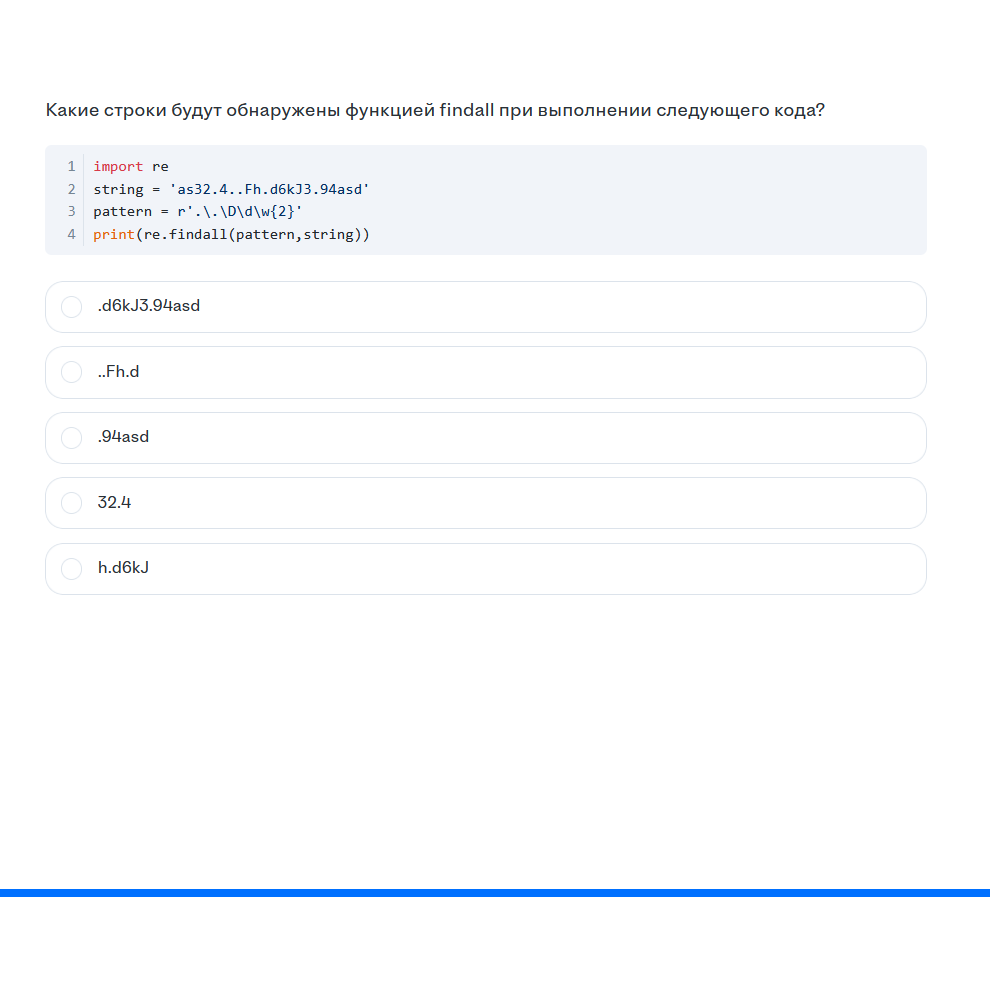 Какие строки будут обнаружены функцией findall при выполнении следующего кода?
1 import re
2 string = 'as32.4..Fh.d6kJ3.94asd'
3 pattern = r'.\.\D\d\w{2}'
4 print(re.findall(pattern,string))
.d6kJ3.94asd
..Fh.d
.94asd
32.4
h.d6kJ